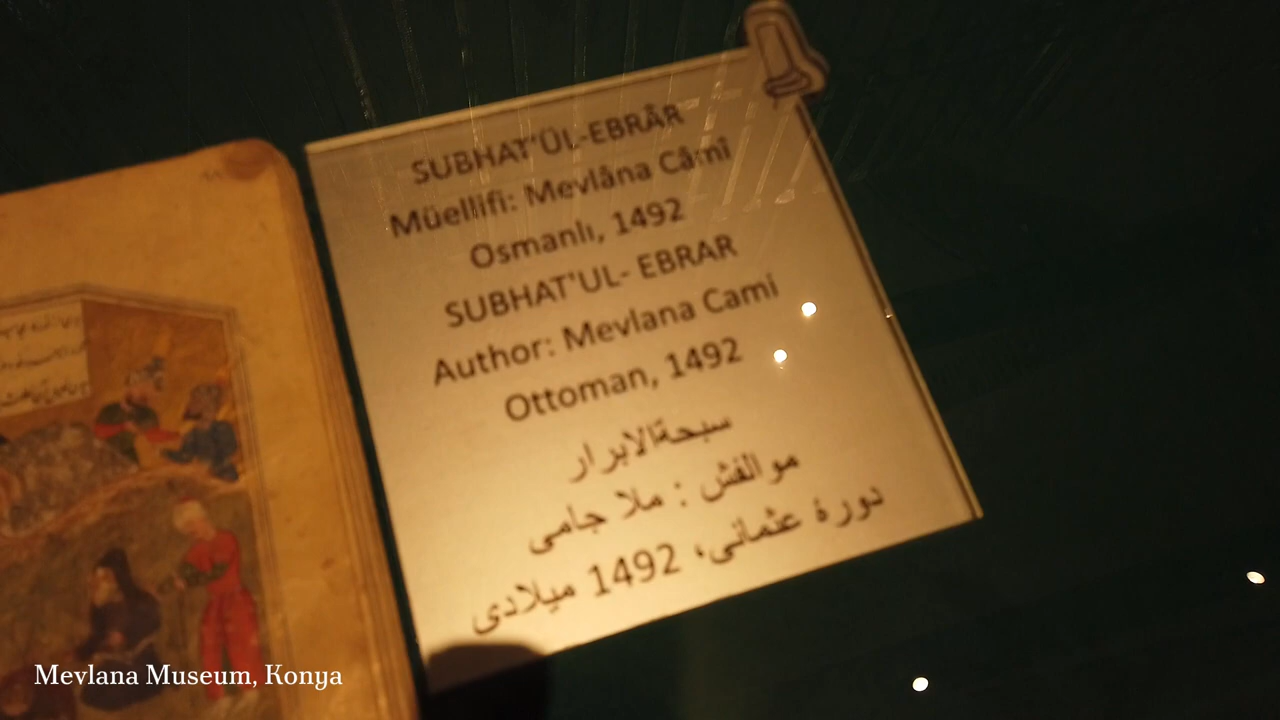 SUBHAT'ÜL-EBRÂR
Müellifi: Mevlâna Câmî
Osmanlı, 1492
SUBHAT'UL- EBRAR
Author: Mevlana Cami
Ottoman, 1492
سبحةالابرار
موالفش : ملا جامی
دورۀ عثمانی، 1492 میلادی
Mevlana Museum, Konya